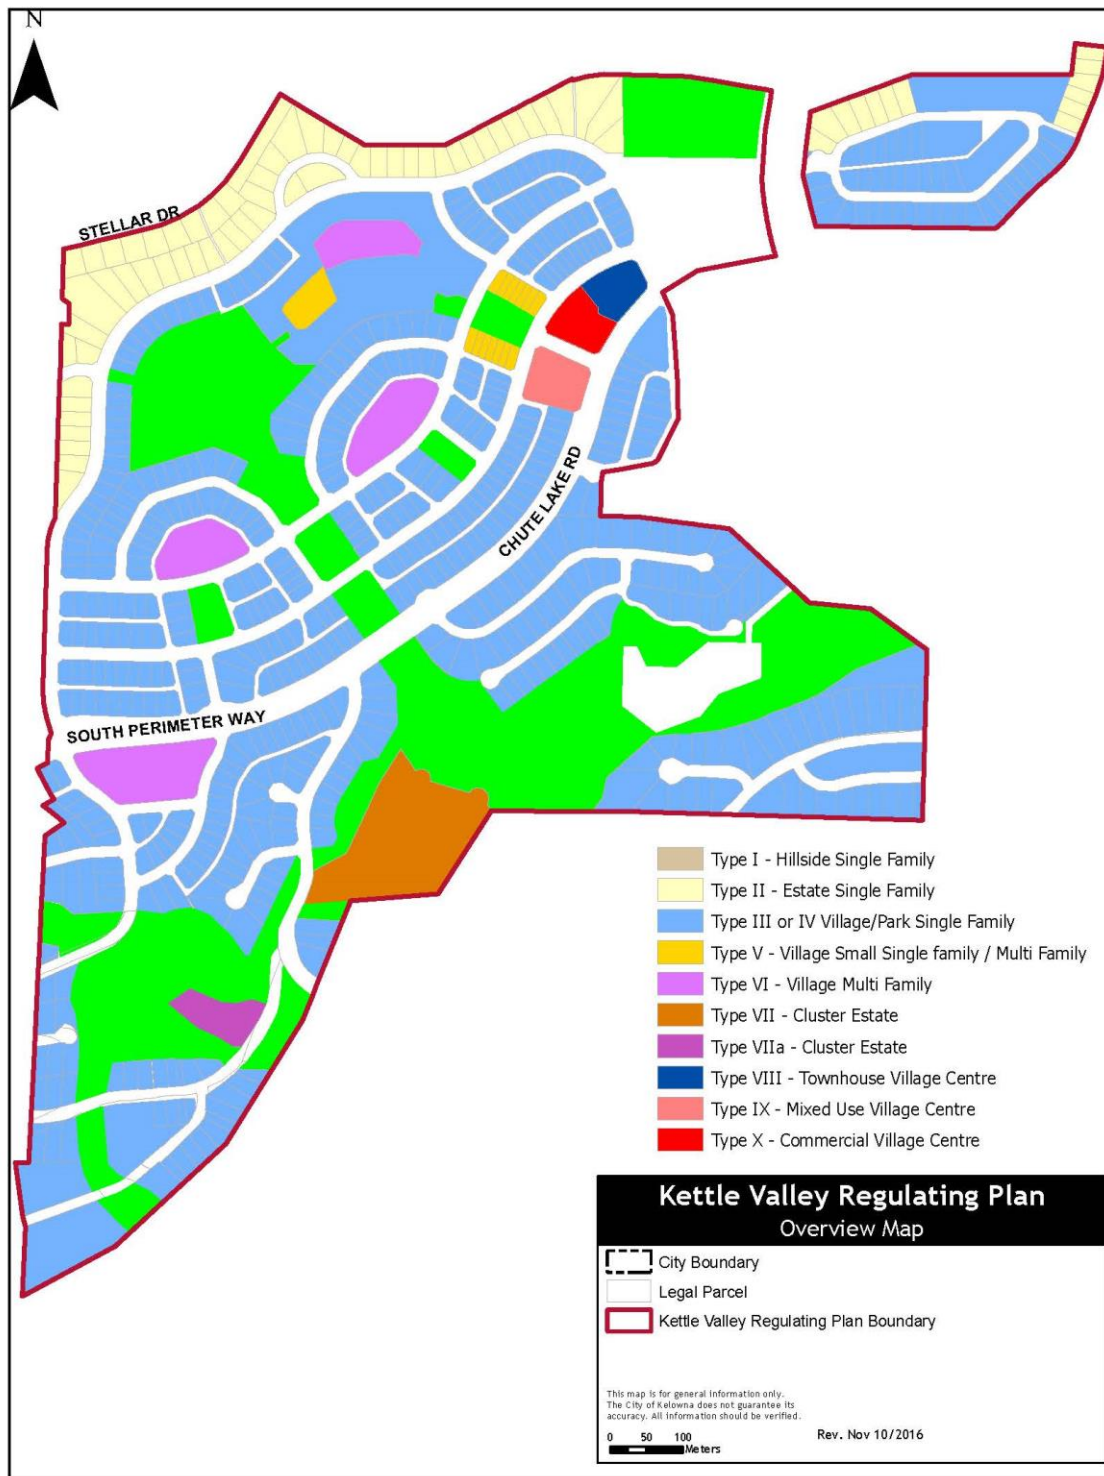 N
STELLAR DR
CHUTE LAKE RD
SOUTH PERIMETER WAY
Type I - Hillside Single Family
Type II - Estate Single Family
Type III or IV Village/Park Single Family
Type V - Village Small Single family / Multi Family
Type VI - Village Multi Family
Type VII - Cluster Estate
Type VIIa - Cluster Estate
Type VIII - Townhouse Village Centre
Type IX - Mixed Use Village Centre
Type X - Commercial Village Centre
Kettle Valley Regulating Plan
Overview Map
City Boundary
Legal Parcel
Kettle Valley Regulating Plan Boundary
This map is for general information only.
The City of Kelowna does not guarantee its
accuracy. All information should be verified.
0 50 100
Meters
Rev. Nov 10/2016